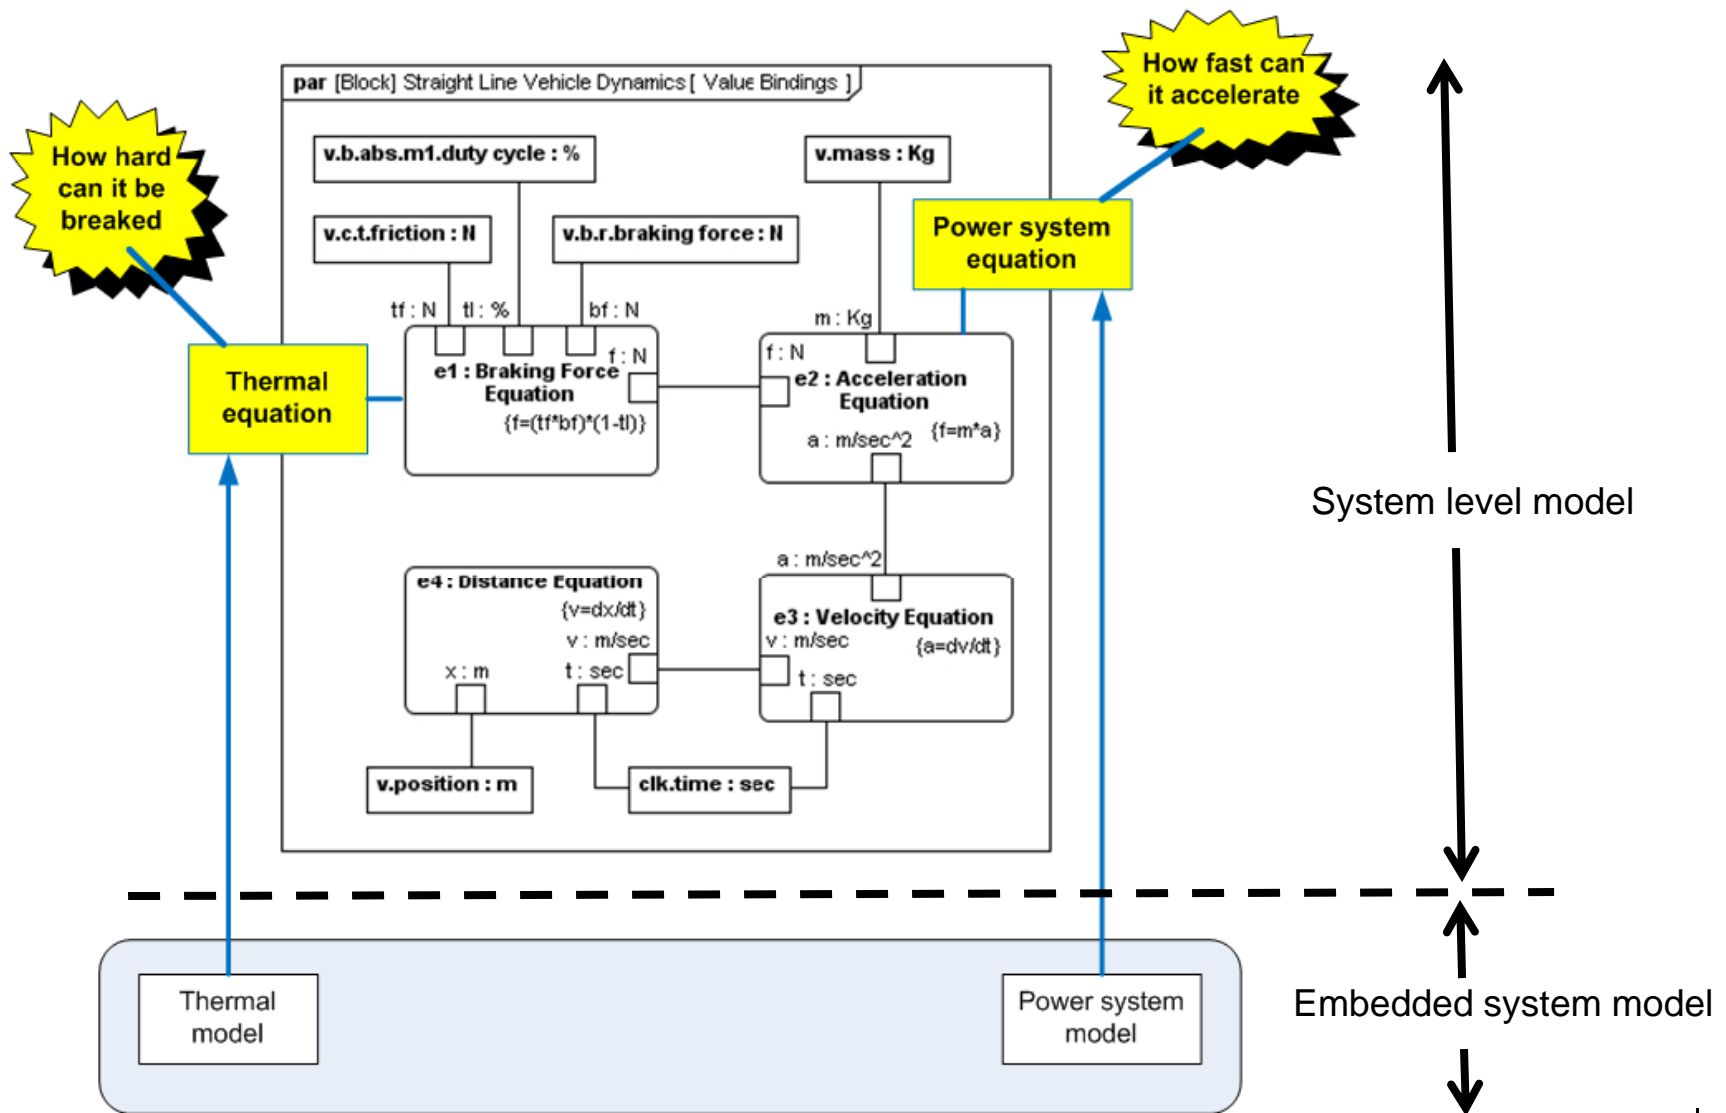 How fast can
it accelerate
par [Block] Straight Line Vehicle Dynamics [ Value Bindings ]
How hard
can it be
breaked
v.b.abs.m1.duty cycle : %
v.mass : Kg
v.c.t.friction : N
v.b.r.braking force : N
Power system
equation
tf : N
tl : %
bf : N
m : Kg
f : N
f : N
Thermal
equation
e1 : Braking Force
Equation
{f=(tf*bf)*(1-tl)}
e2 : Acceleration
Equation
{f=m*a}
a : m/sec^2
System level model
a : m/sec^2
e4 : Distance Equation
{v=dx/dt}
v : m/sec
x : m
t : sec
e3 : Velocity Equation
{a=dv/dt}
v : m/sec
t : sec
v.position : m
clk.time : sec
Thermal
model
Power system
model
Embedded system model